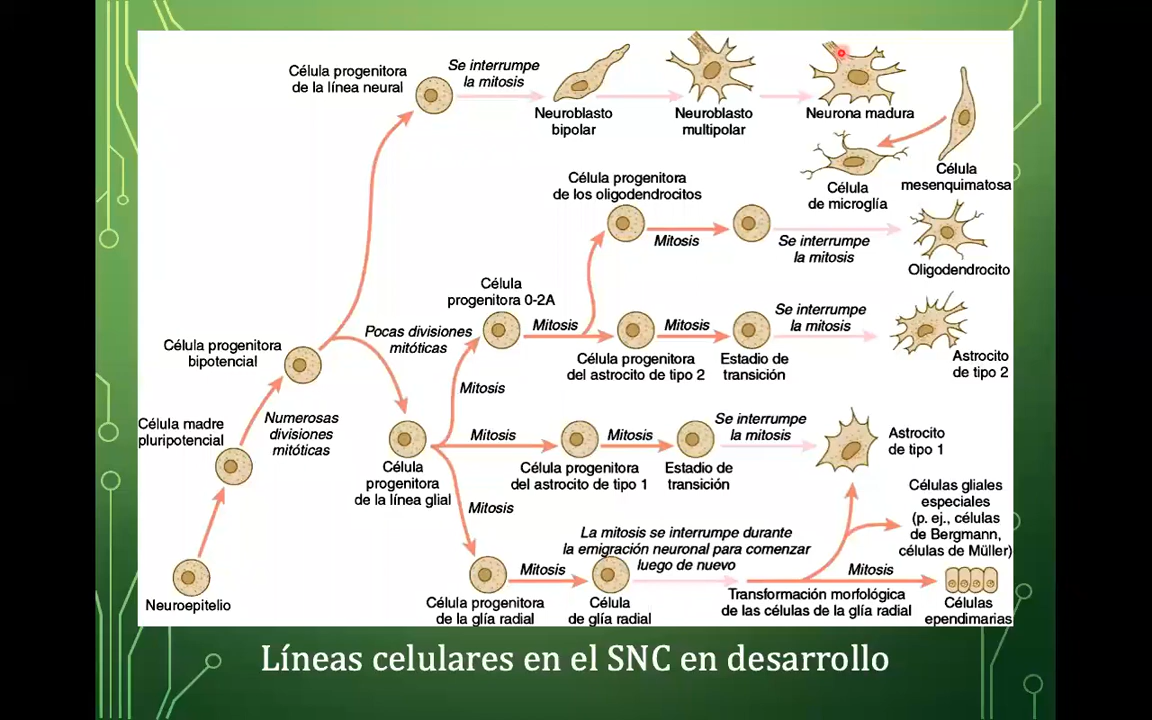 Célula progenitora
de la línea neural
Se interrumpe
la mitosis
Neuroblasto
bipolar
Neuroblasto
multipolar
Neurona madura
Célula
mesenquimatosa
Célula
de microglía
Célula progenitora
de los oligodendrocitos
Mitosis
Se interrumpe
la mitosis
Oligodendrocito
Célula
progenitora 0-2A
Pocas divisiones
mitóticas
Mitosis
Mitosis
Mitosis
Se interrumpe
la mitosis
Célula progenitora
del astrocito de tipo 2
Estadio de
transición
Astrocito
de tipo 2
Célula progenitora
bipotencial
Célula madre
pluripotencial
Numerosas
divisiones
mitóticas
Neuroepitelio
Célula
progenitora
de la línea glial
Mitosis
Mitosis
Se interrumpe
la mitosis
Célula progenitora
del astrocito de tipo 1
Estadio de
transición
Astrocito
de tipo 1
Mitosis
Células gliales
especiales
(p. ej., células
de Bergmann,
células de Müller)
La mitosis se interrumpe durante
la emigración neuronal para comenzar
luego de nuevo
Mitosis
Mitosis
Célula progenitora
de la glía radial
Célula
de glía radial
Transformación morfológica
de las células de la glía radial
Células
ependimarias
Líneas celulares en el SNC en desarrollo